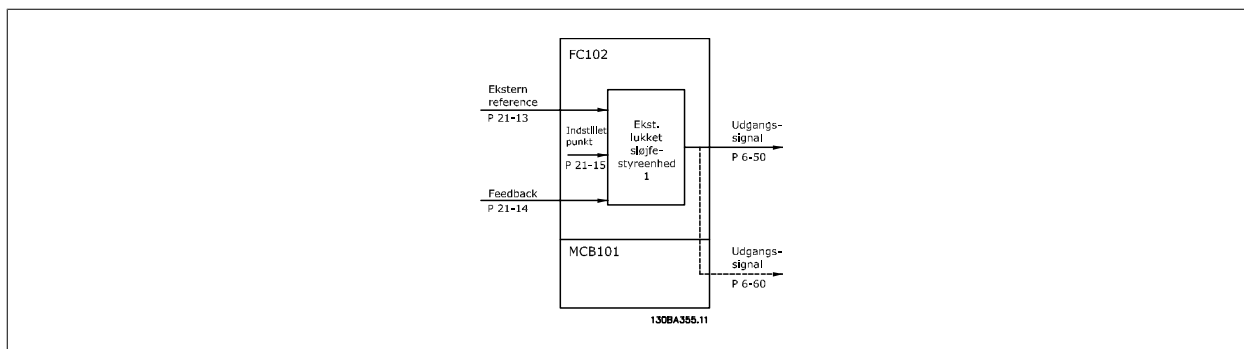 FC102
Ekstern
reference
P 21-13
Indstillet
punkt
P 21-15
Feedback
P 21-14
Ekst.
lukket
sløjfe-
styreenhed
1
Udgangs-
signal
P 6-50
MCB101
Udgangs-
signal
P 6-60
130BA355.11